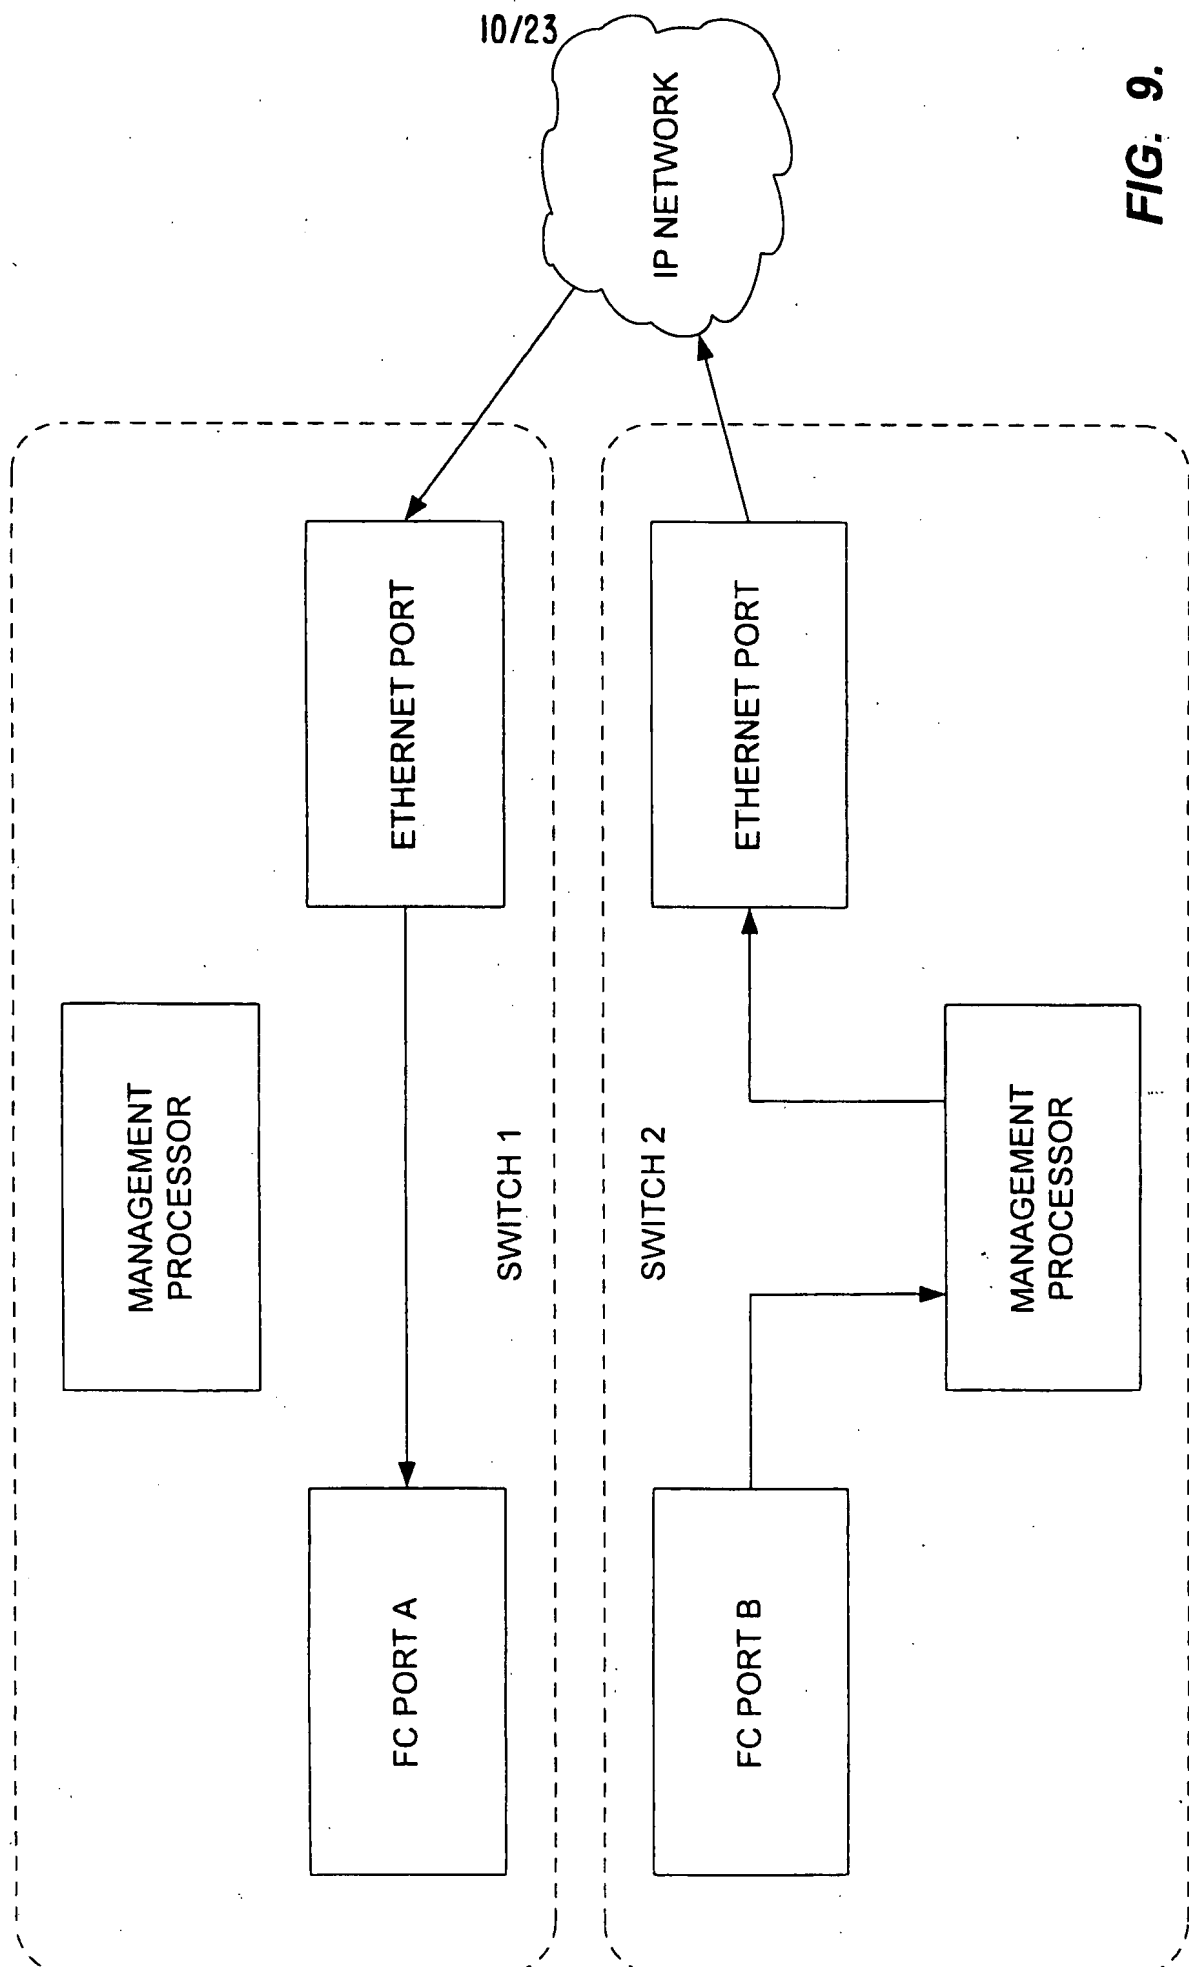 10/23
MANAGEMENT
PROCESSOR
FC PORT A
ETHERNET PORT
SWITCH 1
IP NETWORK
SWITCH 2
FC PORT B
ETHERNET PORT
MANAGEMENT
PROCESSOR
FIG. 9.